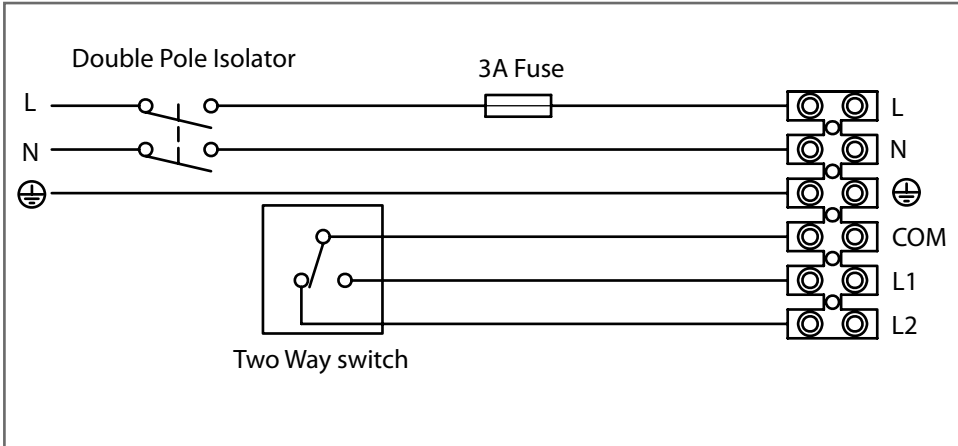 Double Pole Isolator
3A Fuse
L
L
N
N
COM
L1
L2
Two Way switch